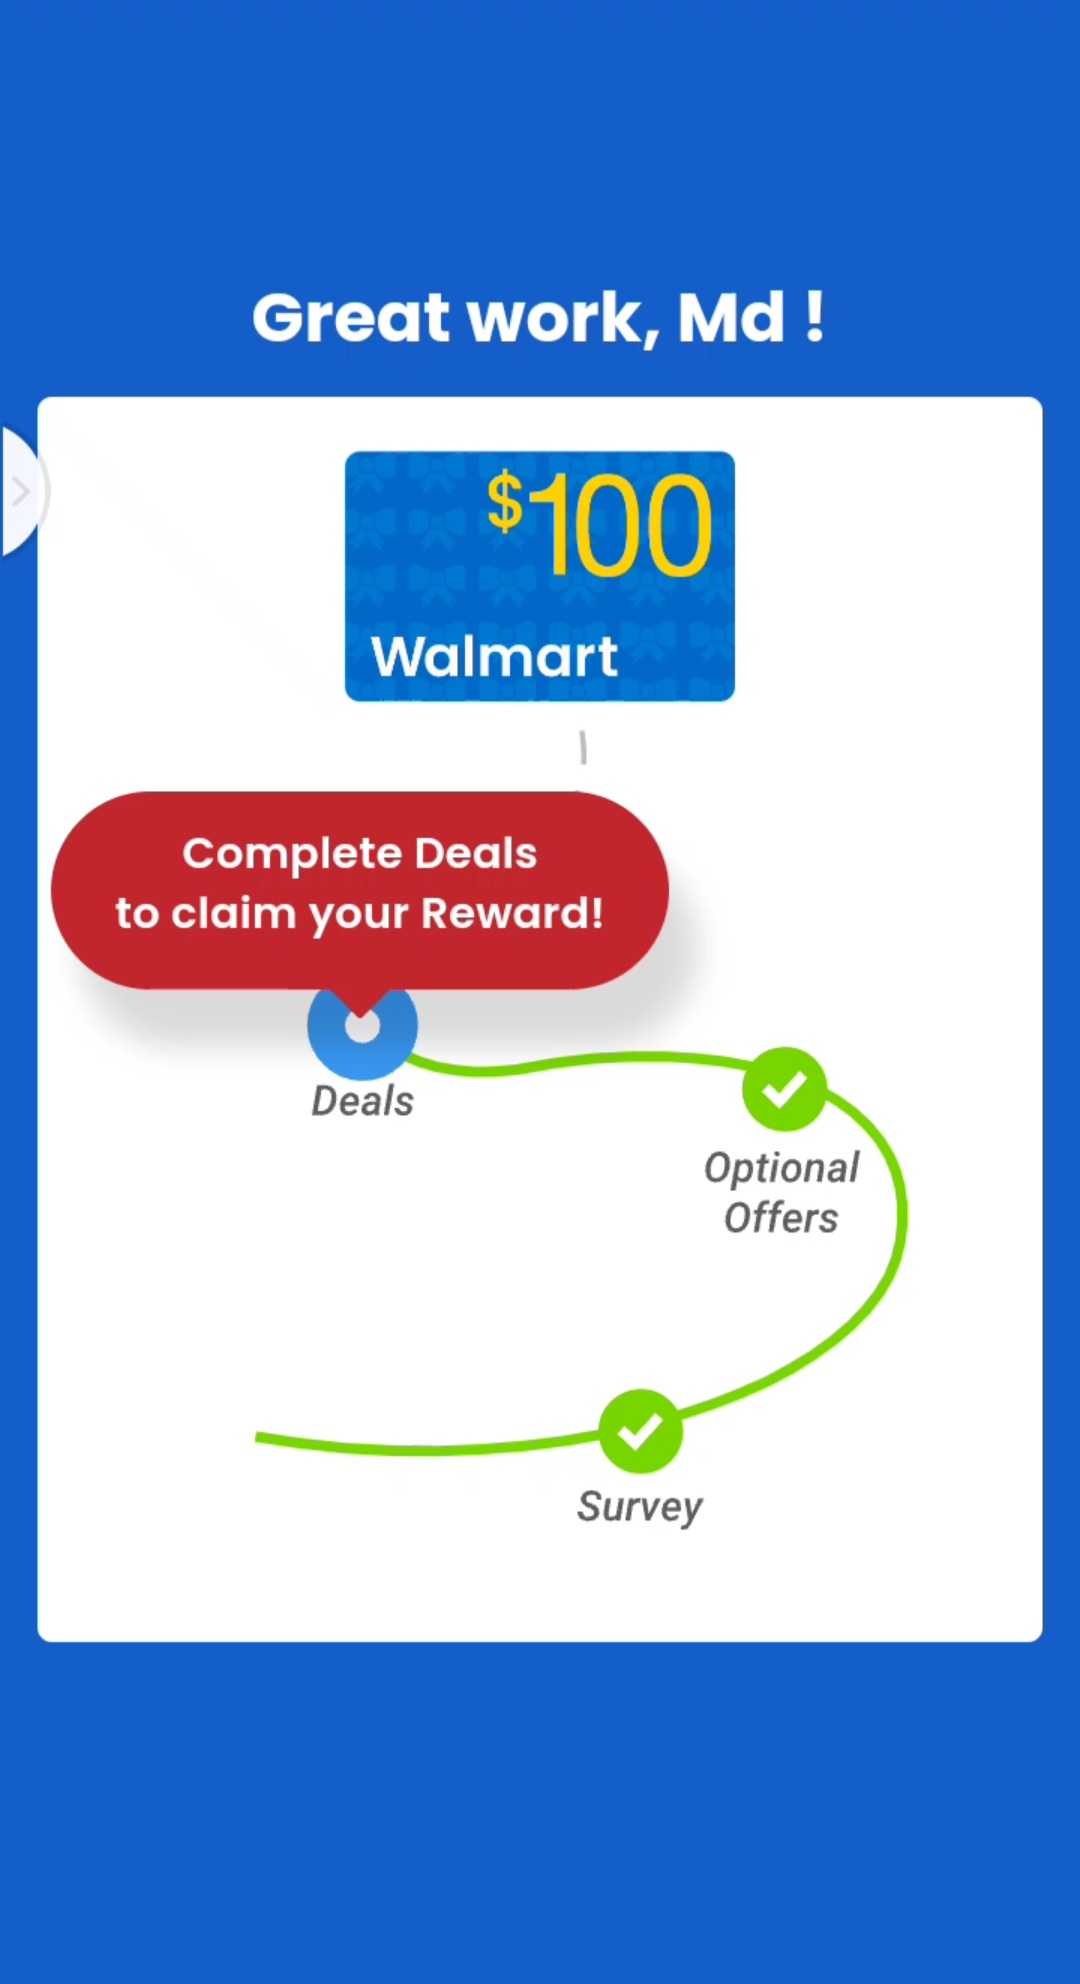 Great work, Md !
$100
Walmart
Complete Deals
to claim your Reward!
Deals
Optional
Offers
Survey